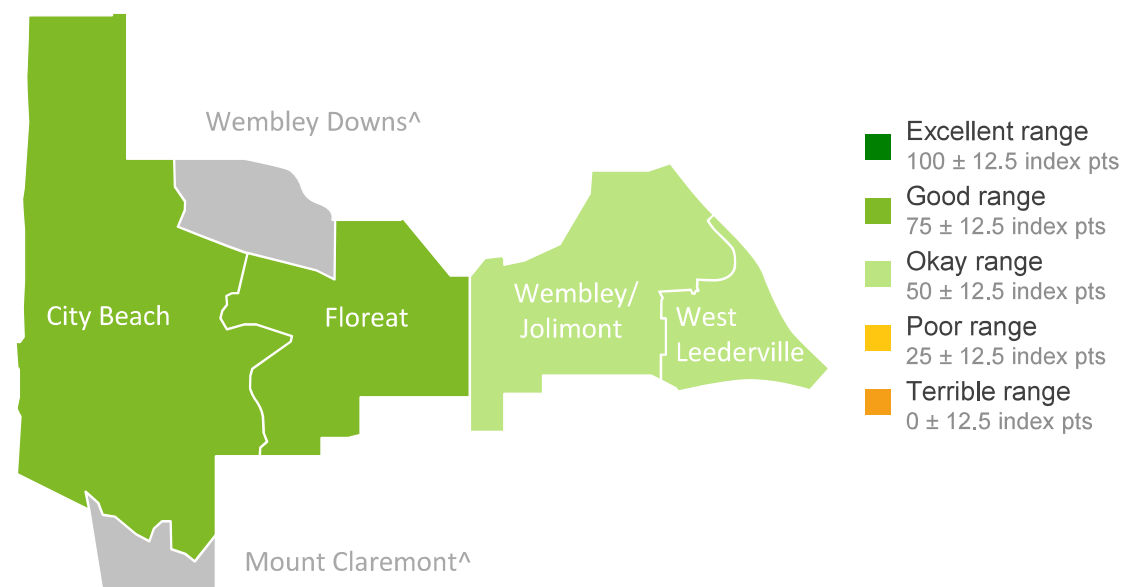 Wembley Downs^
City Beach
Floreat
Wembley/
Jolimont
West
Leederville
Mount Claremont^
Excellent range
100 ± 12.5 index pts
Good range
75 ± 12.5 index pts
Okay range
50 ± 12.5 index pts
Poor range
25 ± 12.5 index pts
Terrible range
0 ± 12.5 index pts